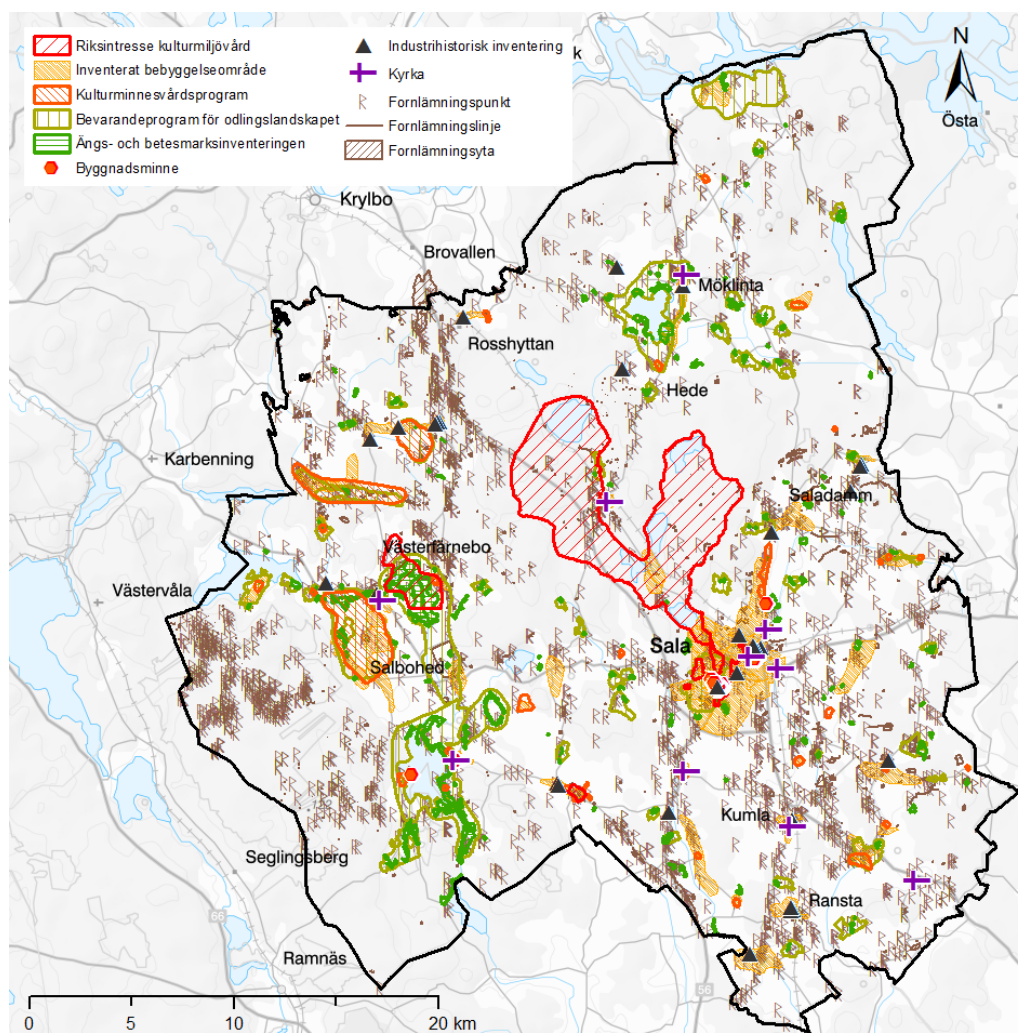 Riksintresse kulturmiljövård
Inventerat bebyggelseområde
Kulturminnesvårdsprogram
Bevarandeprogram för odlingslandskapet
Ängs- och betesmarksinventeringen
Byggnadsminne
Industrihistorisk inventering
k
Kyrka
Fornlämningspunkt
Fornlämningslinje
Fornlämningsyta
N
Östa
Krylbo
Brovallen
Möklinta
Rosshyttan
Hede
Karbenning
Saladamm
Västerfärnebo
Västervåla
Sala
Salbohed
Kumla
Seglingsberg
Ransta
66
Ramnäs
56
0 5 10 20 km